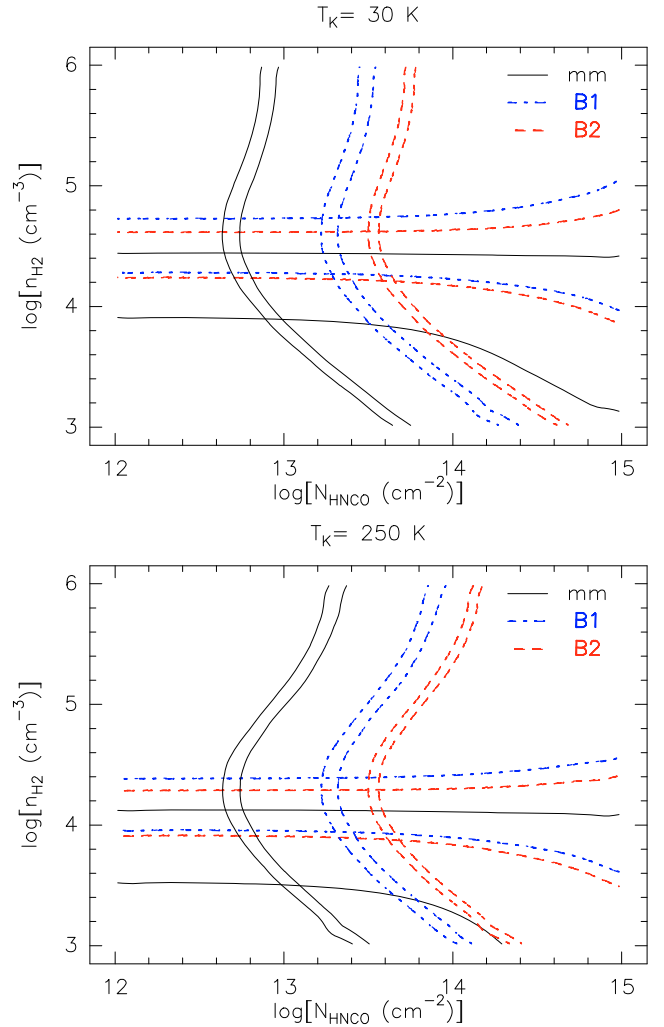 T_K= 30 K
6
mm
B1
B2
5
log[n_H2 (cm^-3)]
4
3
12 13 14 15
log[N_HNCO (cm^-2)]
T_K= 250 K
6
mm
B1
B2
5
log[n_H2 (cm^-3)]
4
3
12 13 14 15
log[N_HNCO (cm^-2)]